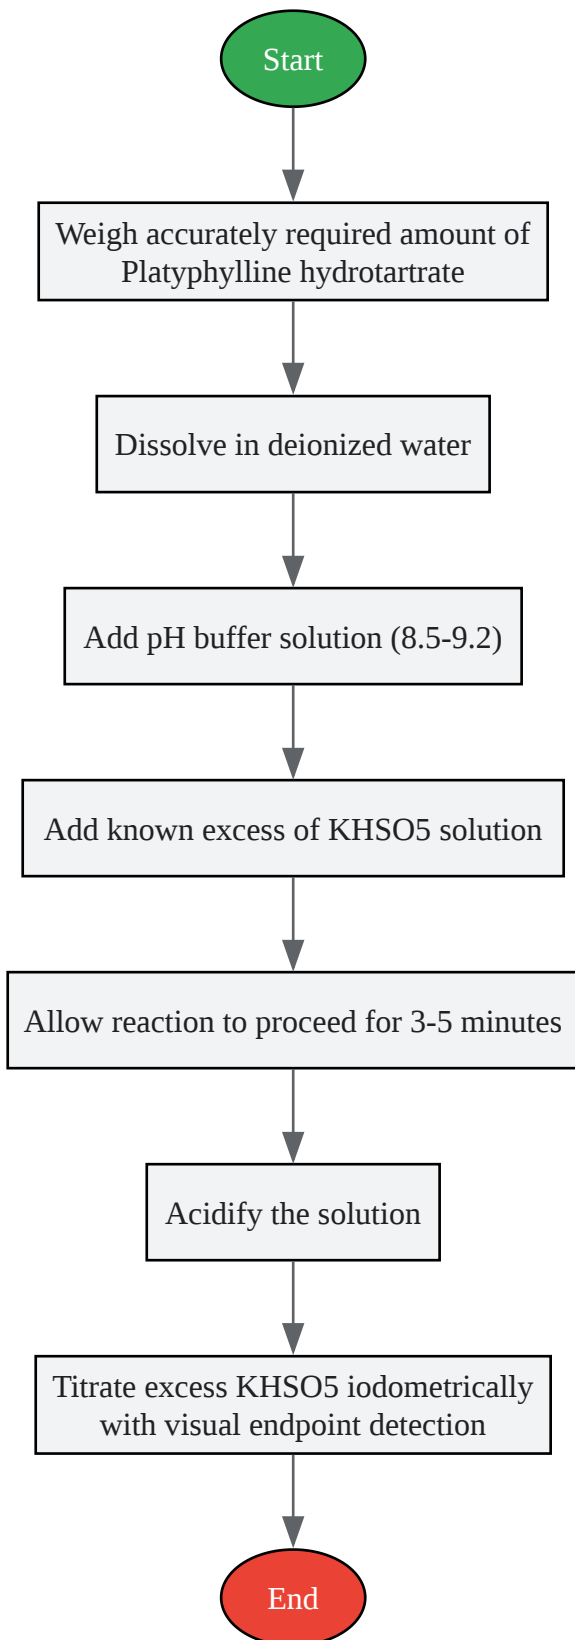 Start
Weigh accurately required amount of
Platyphylline hydrotartrate
Dissolve in deionized water
Add pH buffer solution (8.5-9.2)
Add known excess of KHSO5 solution
Allow reaction to proceed for 3-5 minutes
Acidify the solution
Titrate excess KHSO5 iodometrically
with visual endpoint detection
End